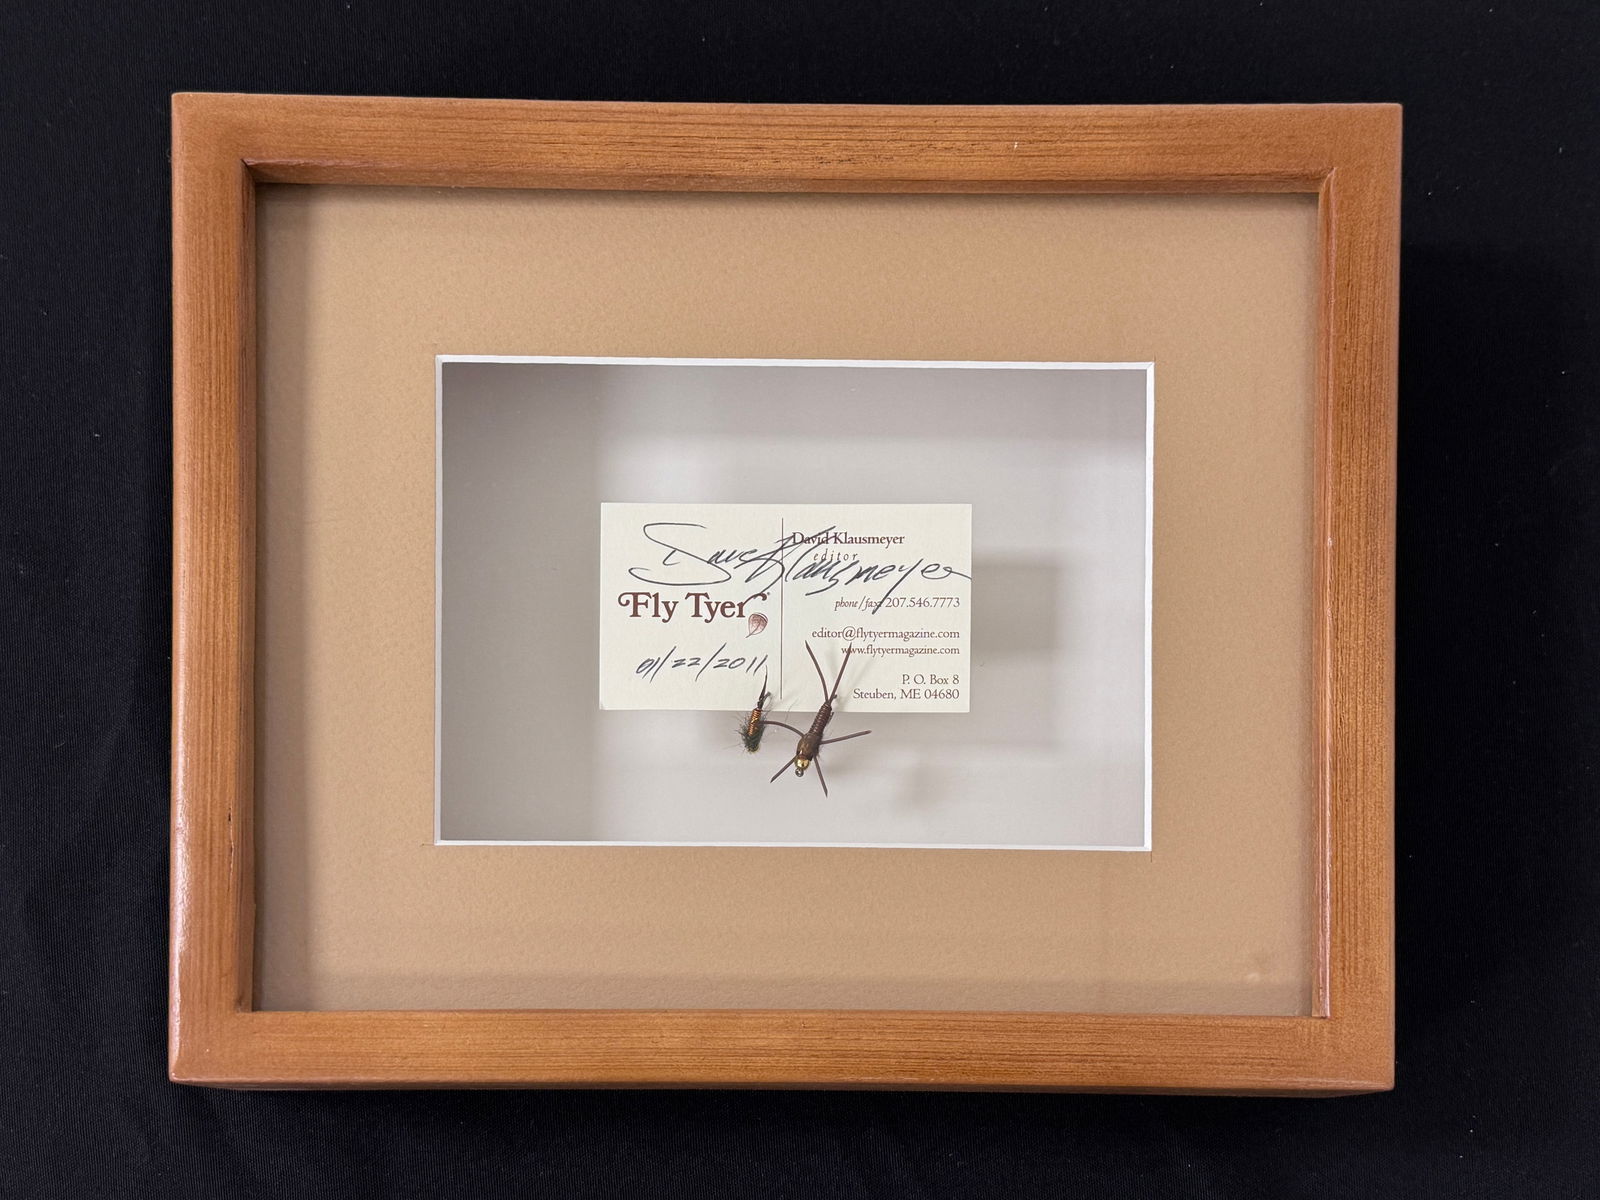 Dave Klausmeyer
Fly Tyer
01/22/2011
David Klausmeyer
editor
phone/fax 207.546.7773
editor@flytyermagazine.com
www.flytyermagazine.com
P. O. Box 8
Steuben, ME 04680